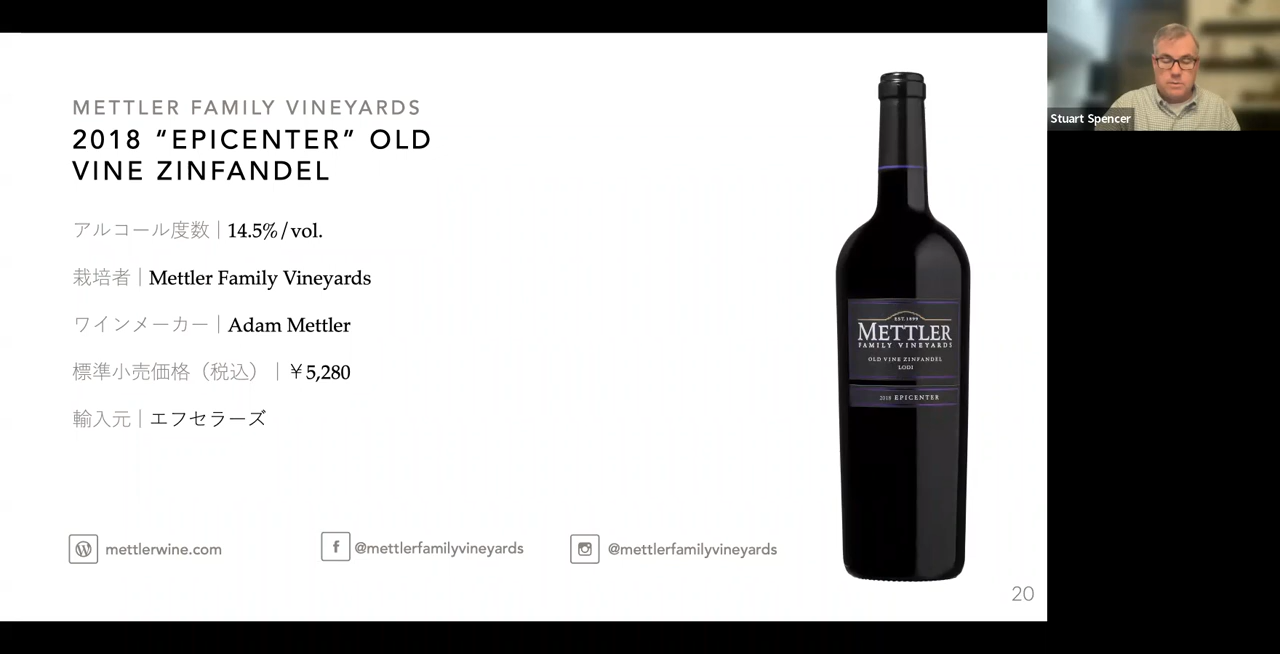 METTLER FAMILY VINEYARDS
2018 “EPICENTER” OLD
VINE ZINFANDEL
アルコール度数 | 14.5%/vol.
栽培者 | Mettler Family Vineyards
ワインメーカー | Adam Mettler
標準小売価格（税込） | ￥5,280
輸入元 | エフセラーズ
mettlerwine.com
@mettlerfamilyvineyards
@mettlerfamilyvineyards
EST. 1899
METTLER
FAMILY VINEYARDS
OLD VINE ZINFANDEL
LODI
2018 EPICENTER
20
Stuart Spencer